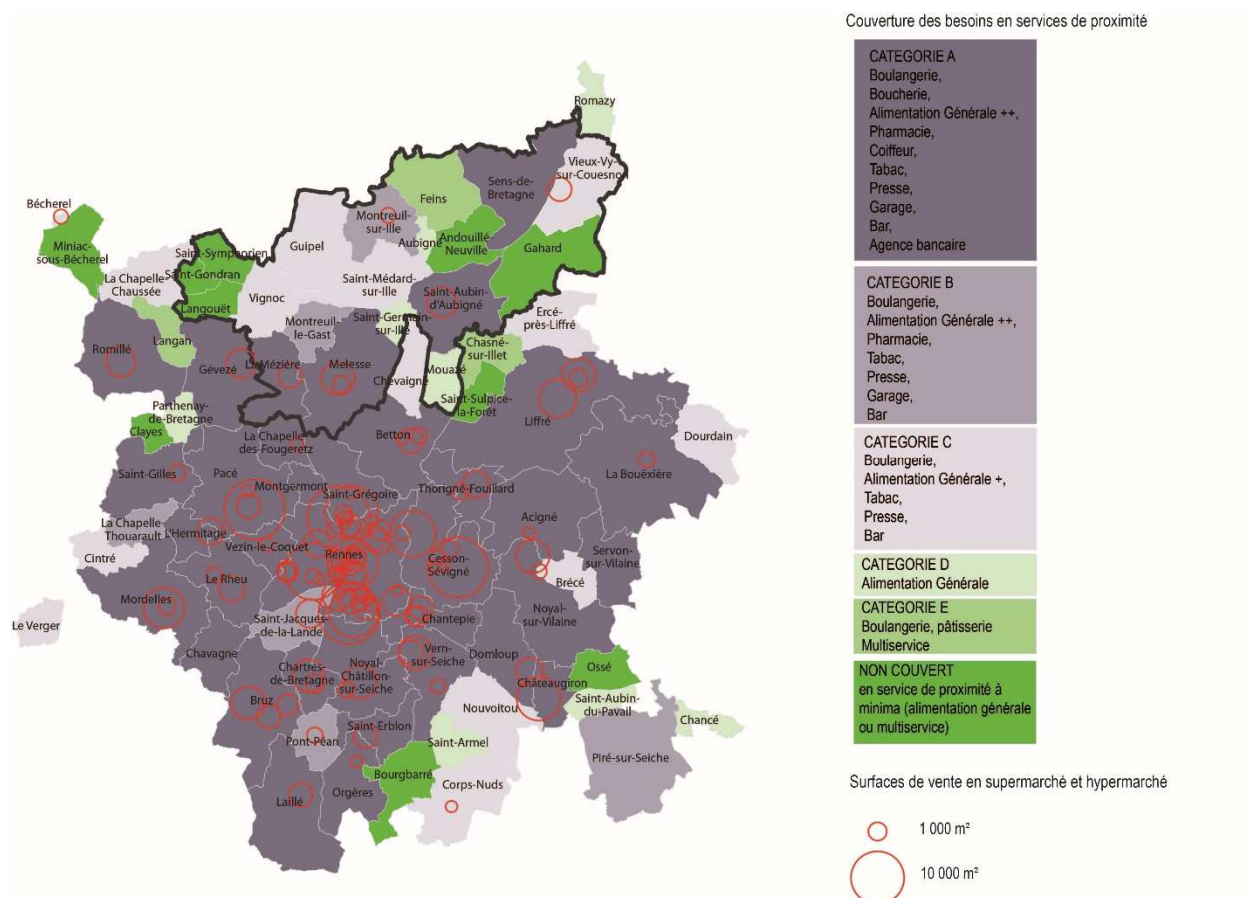 Couverture des besoins en services de proximité
CATEGORIE A
Boulangerie,
Boucherie,
Alimentation Générale ++,
Pharmacie,
Coiffeur,
Tabac,
Presse,
Garage,
Bar,
Agence bancaire
CATEGORIE B
Boulangerie,
Alimentation Générale ++,
Pharmacie,
Tabac,
Presse,
Garage,
Bar
CATEGORIE C
Boulangerie,
Alimentation Générale +,
Tabac,
Presse,
Bar
CATEGORIE D
Alimentation Générale
CATEGORIE E
Boulangerie, pâtisserie
Multiservice
NON COUVERT
en service de proximité à
minima (alimentation générale
ou multiservice)
Surfaces de vente en supermarché et hypermarché
1 000 m²
10 000 m²
Romazy
Vieux-Vy-
sur-Couesnon
Sens-de-
Bretagne
Feins
Bécherel
Montreuil-
sur-Ille
Miniac-
sous-Bécherel
Saint-Symphorien
Guipel
Aubigné
Andouillé-
Neuville
Gahard
La Chapelle-
Chaussée
Saint-Gondran
Saint-Médard-
sur-Ille
Langouët
Vignoc
Saint-Aubin-
d'Aubigné
Saint-Germain-
sur-Ille
Ercé-
près-Liffré
Montreuil-
le-Gast
Langan
Romillé
Chasné-
sur-Illet
Gévezé
La Mézière
Melesse
Mouazé
Chevaigné
Saint-Sulpice-
la-Forêt
Parthenay-
de-Bretagne
Liffré
Clayes
La Chapelle
des-Fougeretz
Betton
Dourdain
Saint-Gilles
Pacé
La Bouëxière
Montgermont
Saint-Grégoire
Thorigné-Fouillard
La Chapelle-
Thouarault
L'Hermitage
Acigné
Vezin-le-Coquet
Rennes
Cintré
Cesson-
Sévigné
Servon-
sur-Vilaine
Le Rheu
Brécé
Mordelles
Le Verger
Saint-Jacques-
de-la-Lande
Chantepie
Noyal-
sur-Vilaine
Chavagne
Vern-
sur-Seiche
Domloup
Chartres-
de-Bretagne
Noyal-
Châtillon-
sur-Seiche
Ossé
Châteaugiron
Bruz
Saint-Aubin-
du-Pavail
Nouvoitou
Chancé
Saint-Erblon
Pont-Péan
Saint-Armel
Piré-sur-Seiche
Bourgbarré
Corps-Nuds
Laillé
Orgères